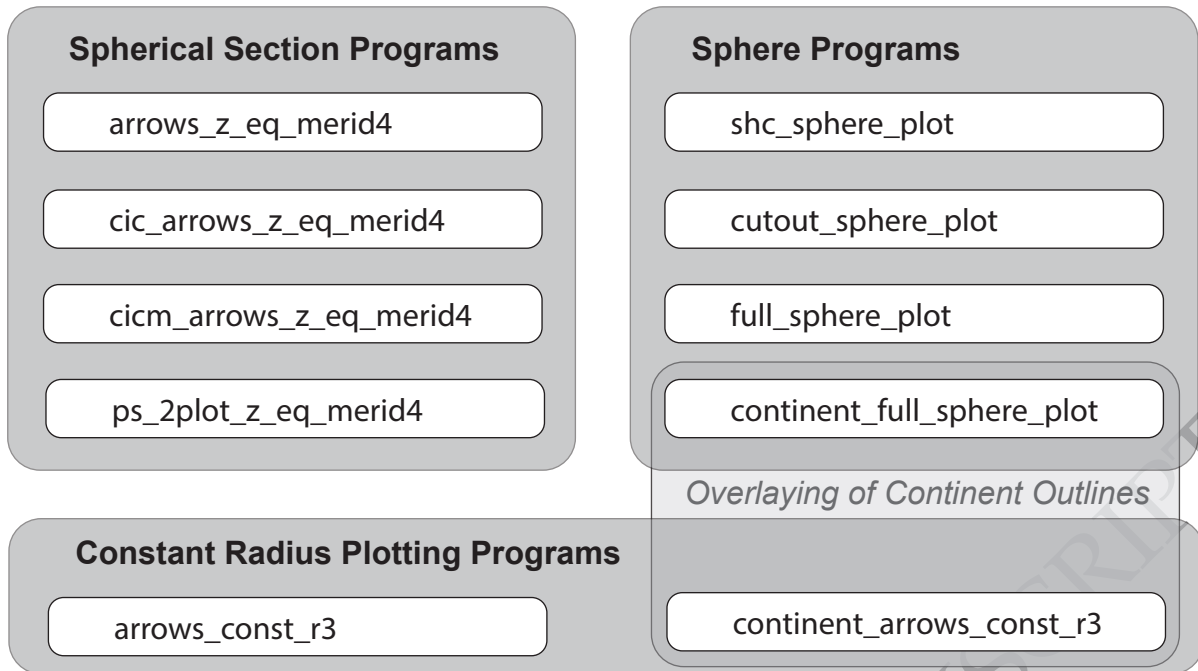 Spherical Section Programs
arrows_z_eq_merid4
cic_arrows_z_eq_merid4
cicm_arrows_z_eq_merid4
ps_2plot_z_eq_merid4
Sphere Programs
shc_sphere_plot
cutout_sphere_plot
full_sphere_plot
continent_full_sphere_plot
Overlaying of Continent Outlines
Constant Radius Plotting Programs
arrows_const_r3
continent_arrows_const_r3